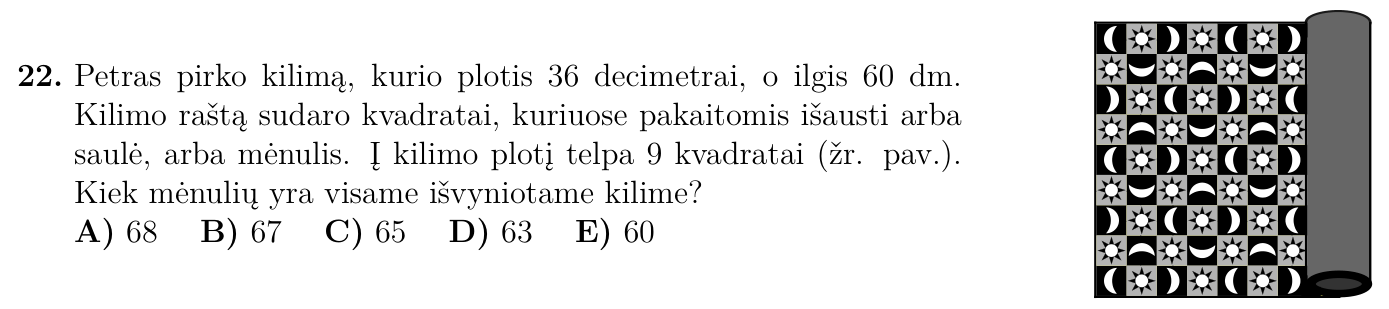 22. Petras pirko kilimą, kurio plotis 36 decimetrai, o ilgis 60 dm.
Kilimo raštą sudaro kvadratai, kuriuose pakaitomis išausti arba
saulė, arba mėnulis. Į kilimo plotį telpa 9 kvadratai (žr. pav.).
Kiek mėnulių yra visame išvyniotame kilime?
A) 68 B) 67 C) 65 D) 63 E) 60